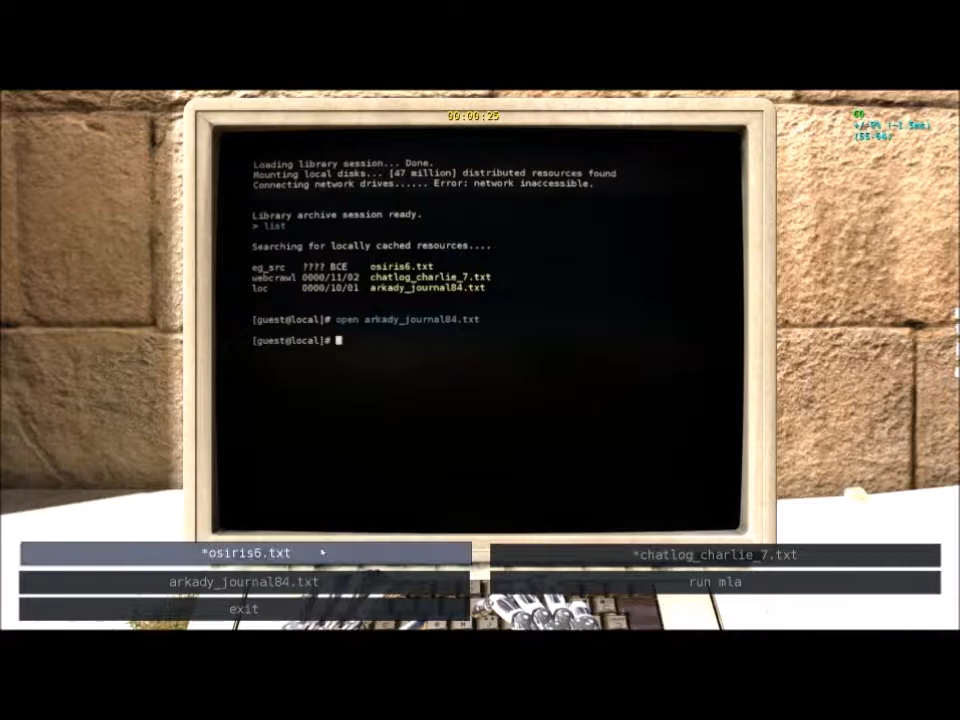 00:00:25
60
Loading library session... Done.
Mounting local disks... [47 million] distributed resources found
Connecting network drives...... Error: network inaccessible.
Library archive session ready.
> list
Searching for locally cached resources....
eg_src ???? BCE osiris6.txt
webcrawl 0000/11/02 chatlog_charlie_7.txt
loc 0000/10/01 arkady_journal84.txt
[guest@local]# open arkady_journal84.txt
[guest@local]#
*osiris6.txt
*chatlog_charlie_7.txt
arkady_journal84.txt
run mla
exit